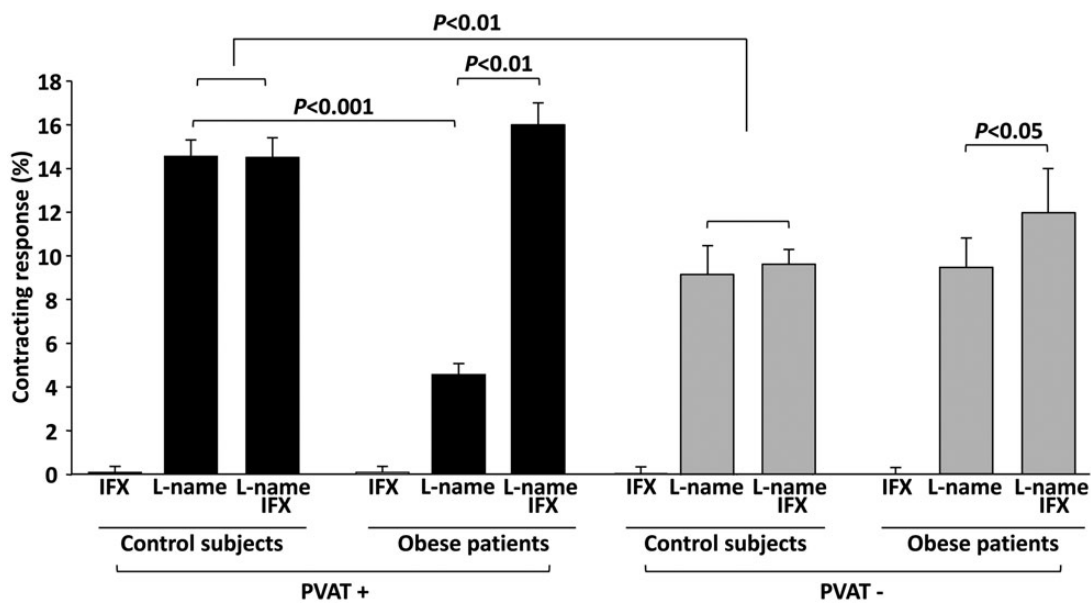 P<0.01
P<0.01
P<0.001
P<0.05
Contracting response (%)
18
16
14
12
10
8
6
4
2
0
IFX L-name L-name IFX IFX L-name L-name IFX IFX L-name L-name IFX IFX L-name L-name IFX
Control subjects Obese patients Control subjects Obese patients
PVAT + PVAT -